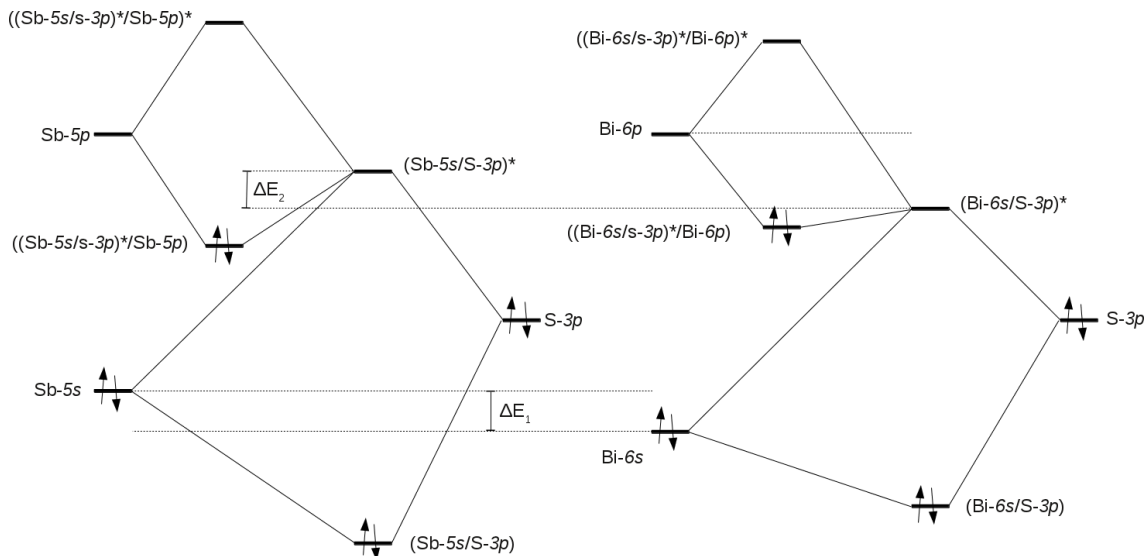 ((Sb-5s/s-3p)*/Sb-5p)*
((Bi-6s/s-3p)*/Bi-6p)*
Sb-5p
Bi-6p
(Sb-5s/S-3p)*
ΔE₂
(Bi-6s/S-3p)*
((Sb-5s/s-3p)*/Sb-5p)
((Bi-6s/s-3p)*/Bi-6p)
S-3p
S-3p
Sb-5s
ΔE₁
Bi-6s
(Bi-6s/S-3p)
(Sb-5s/S-3p)